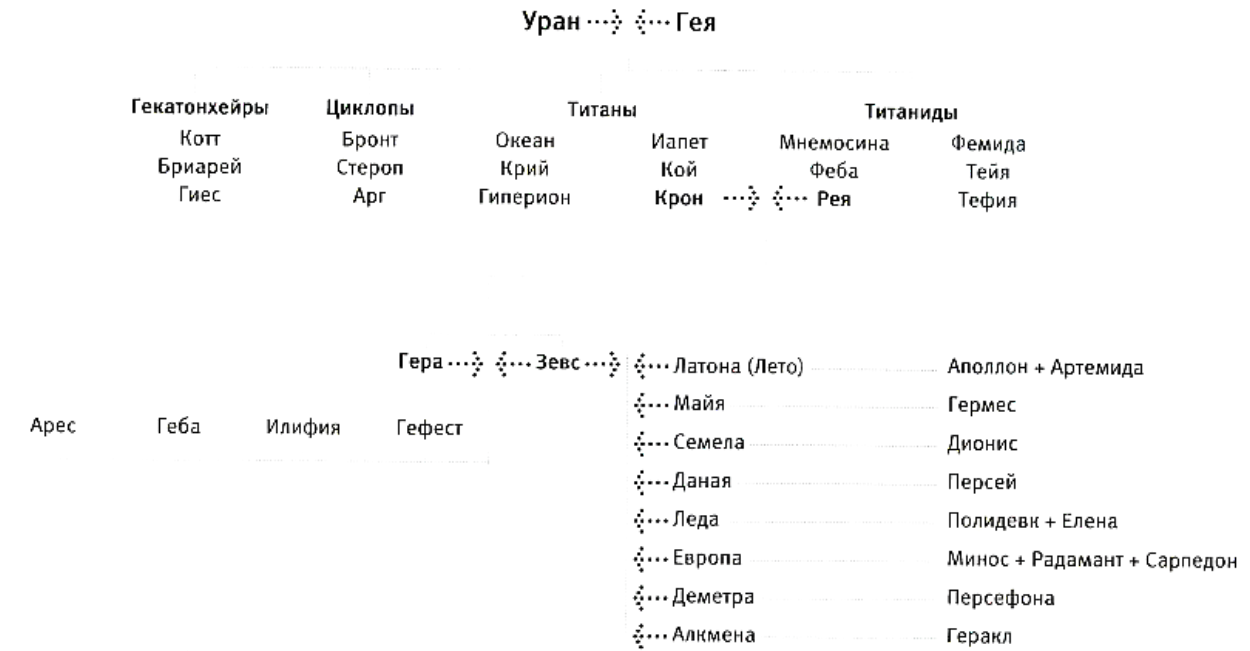 Уран Гея
Гекатонхейры Циклопы Титаны Титаниды
Котт Бронт Океан Иапет Мнемосина Фемида
Бриарей Стероп Крий Кой Феба Тейя
Гиес Арг Гиперион Крон Рея Тефия
Гера Зевс Латона (Лето) Аполлон + Артемида
Майя Гермес
Арес Геба Илифия Гефест
Семела Дионис
Даная Персей
Леда Полидевк + Елена
Европа Минос + Радамант + Сарпедон
Деметра Персефона
Алкмена Геракл